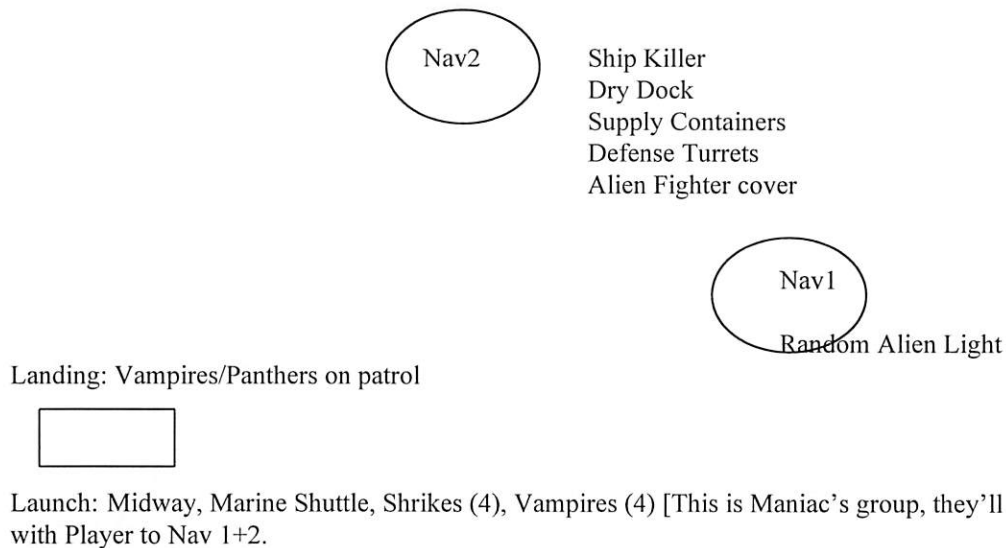 Nav2
Ship Killer
Dry Dock
Supply Containers
Defense Turrets
Alien Fighter cover
Nav1
Random Alien Light
Landing: Vampires/Panthers on patrol
Launch: Midway, Marine Shuttle, Shrikes (4), Vampires (4) [This is Maniac's group, they'll
with Player to Nav 1+2.